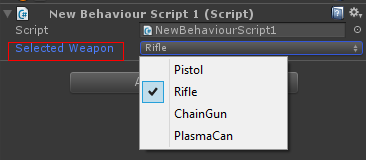 New Behaviour Script 1 (Script)
Script NewBehaviourScript1
Selected Weapon Rifle
Pistol
Rifle
ChainGun
PlasmaCan
A